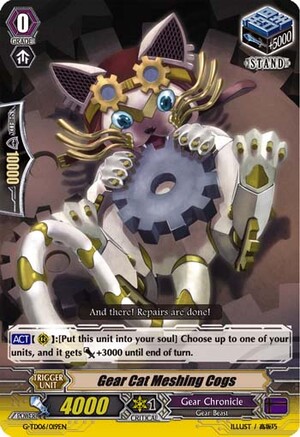 0
GRADE
+5000
STAND
SHIELD
10000
And there! Repairs are done!
ACT [ ]:[Put this unit into your soul] Choose up to one of your
units, and it gets +3000 until end of turn.
TRIGGER
UNIT
Gear Cat Meshing Cogs
POWER
4000
1
CRITICAL
Gear Chronicle
Gear Beast
G-TD06/019EN
ILLUST /